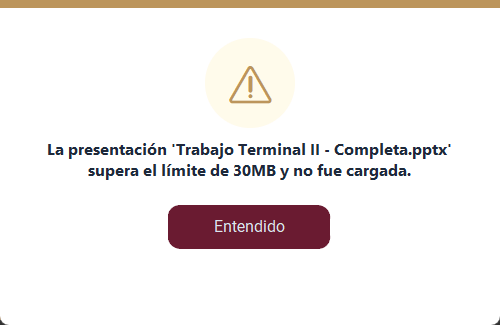 La presentación 'Trabajo Terminal II - Completa.pptx'
supera el límite de 30MB y no fue cargada.
Entendido